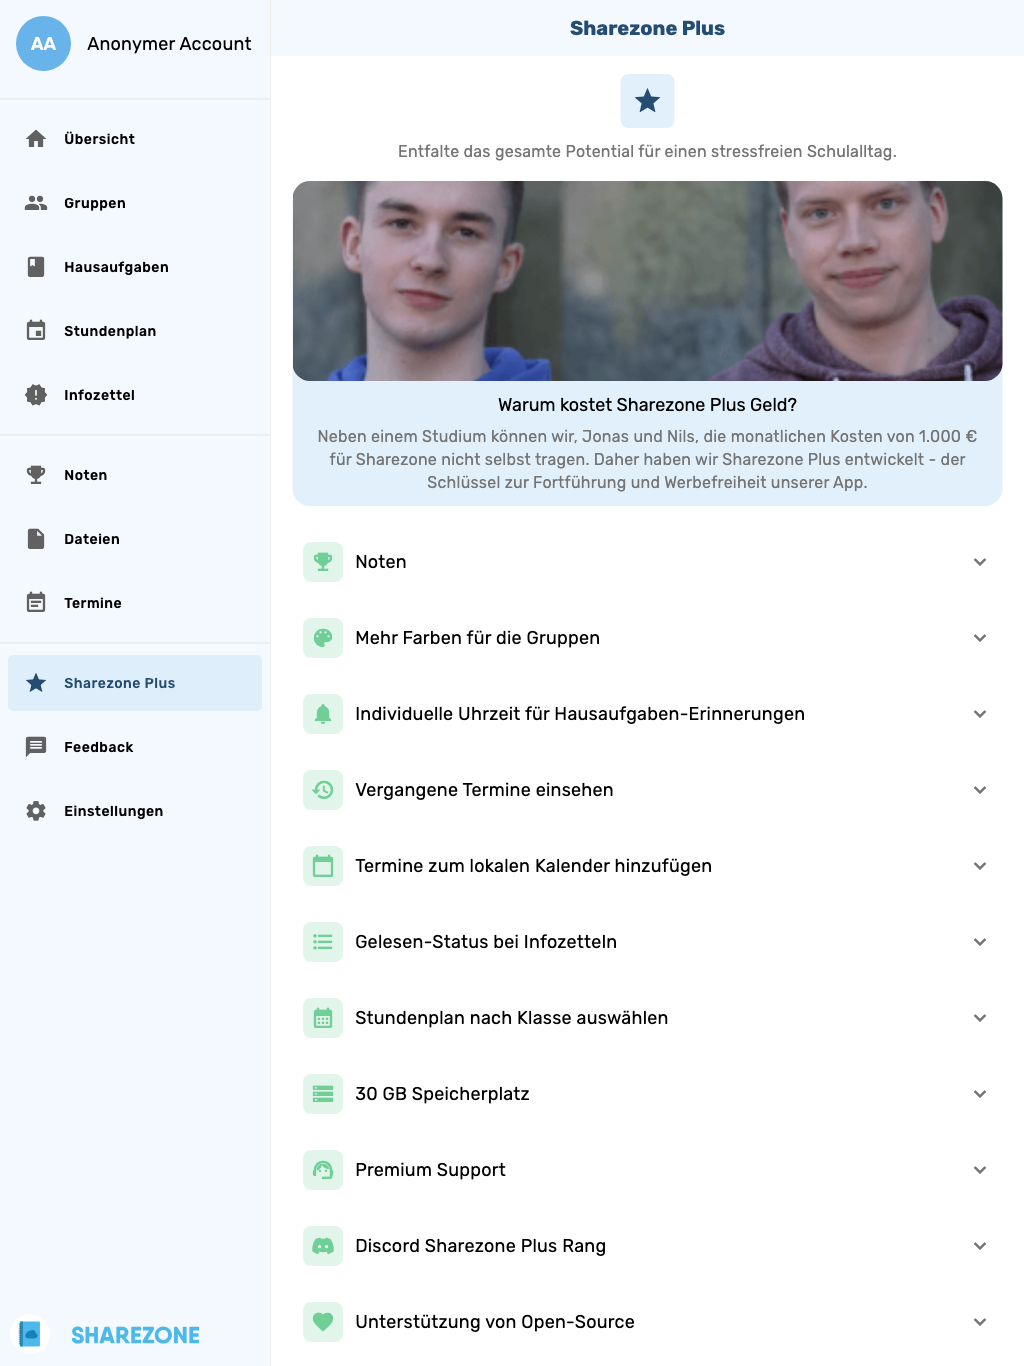 AA
Anonymer Account
Übersicht
Gruppen
Hausaufgaben
Stundenplan
Infozettel
Noten
Dateien
Termine
Sharezone Plus
Feedback
Einstellungen
SHAREZONE
Sharezone Plus
Entfalte das gesamte Potential für einen stressfreien Schulalltag.
Warum kostet Sharezone Plus Geld?
Neben einem Studium können wir, Jonas und Nils, die monatlichen Kosten von 1.000 €
für Sharezone nicht selbst tragen. Daher haben wir Sharezone Plus entwickelt - der
Schlüssel zur Fortführung und Werbefreiheit unserer App.
Noten
Mehr Farben für die Gruppen
Individuelle Uhrzeit für Hausaufgaben-Erinnerungen
Vergangene Termine einsehen
Termine zum lokalen Kalender hinzufügen
Gelesen-Status bei Infozetteln
Stundenplan nach Klasse auswählen
30 GB Speicherplatz
Premium Support
Discord Sharezone Plus Rang
Unterstützung von Open-Source